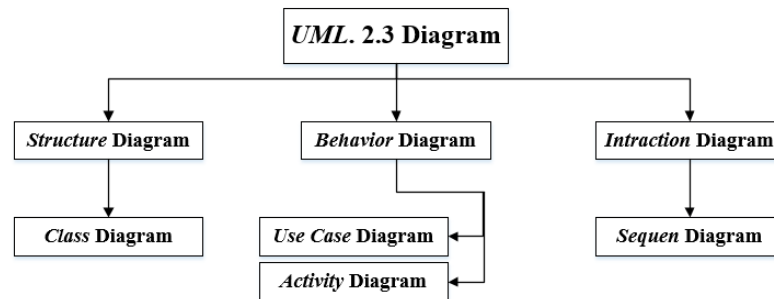 UML. 2.3 Diagram
Structure Diagram
Behavior Diagram
Intraction Diagram
Class Diagram
Use Case Diagram
Sequen Diagram
Activity Diagram